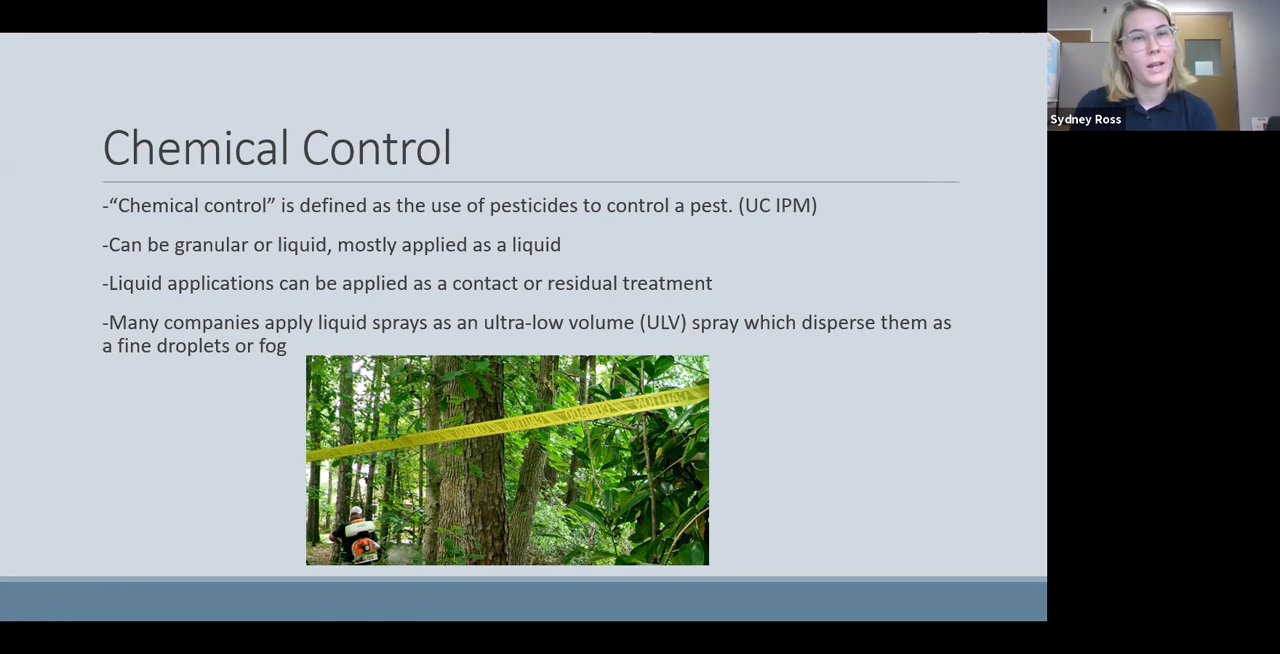 Sydney Ross
Chemical Control
-“Chemical control” is defined as the use of pesticides to control a pest. (UC IPM)
-Can be granular or liquid, mostly applied as a liquid
-Liquid applications can be applied as a contact or residual treatment
-Many companies apply liquid sprays as an ultra-low volume (ULV) spray which disperse them as
a fine droplets or fog